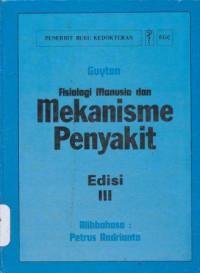 PENERBIT BUKU KEDOKTERAN
EGC
Guyton
Fisiologi Manusia dan
Mekanisme
Penyakit
Edisi
III
Alihbahasa :
Petrus Andrianto